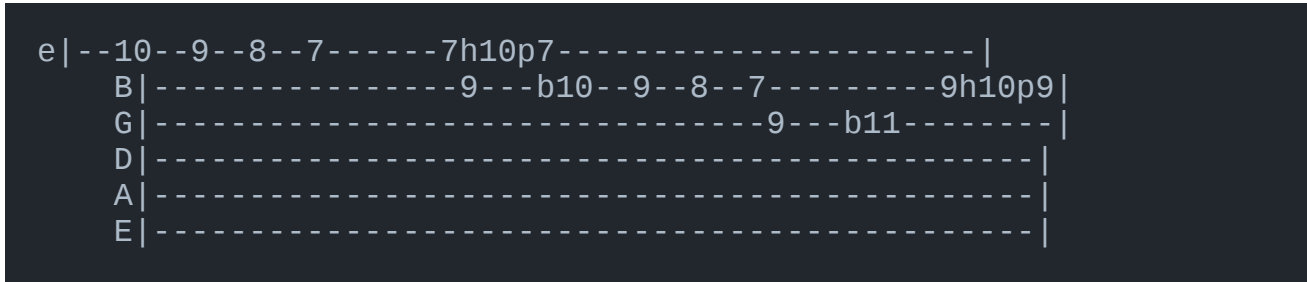 e|--10--9--8--7------7h10p7----------------------|
B|----------------9---b10--9--8--7---------9h10p9|
G|--------------------------------9---b11--------|
D|----------------------------------------------|
A|----------------------------------------------|
E|----------------------------------------------|